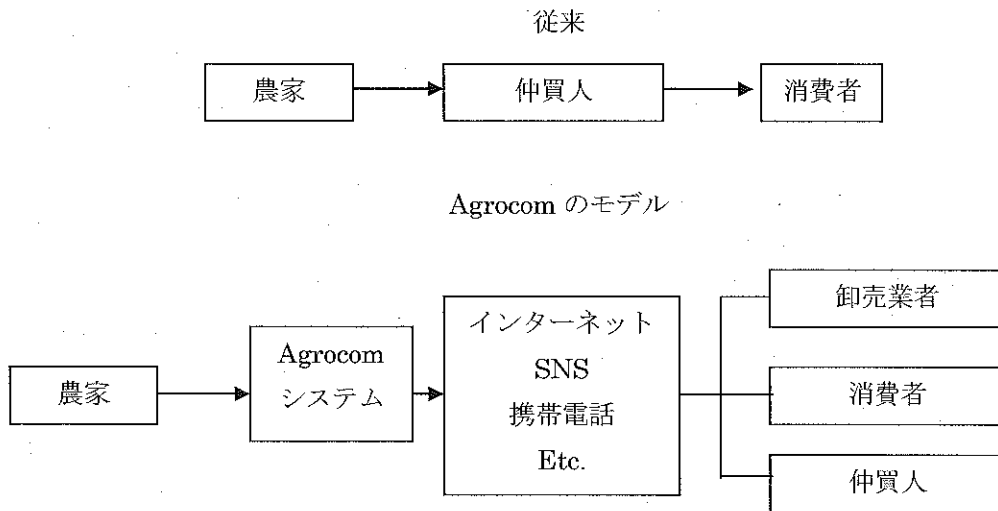 従来
農家
仲買人
消費者
Agrocom のモデル
農家
Agrocom
システム
インターネット
SNS
携帯電話
Etc.
卸売業者
消費者
仲買人